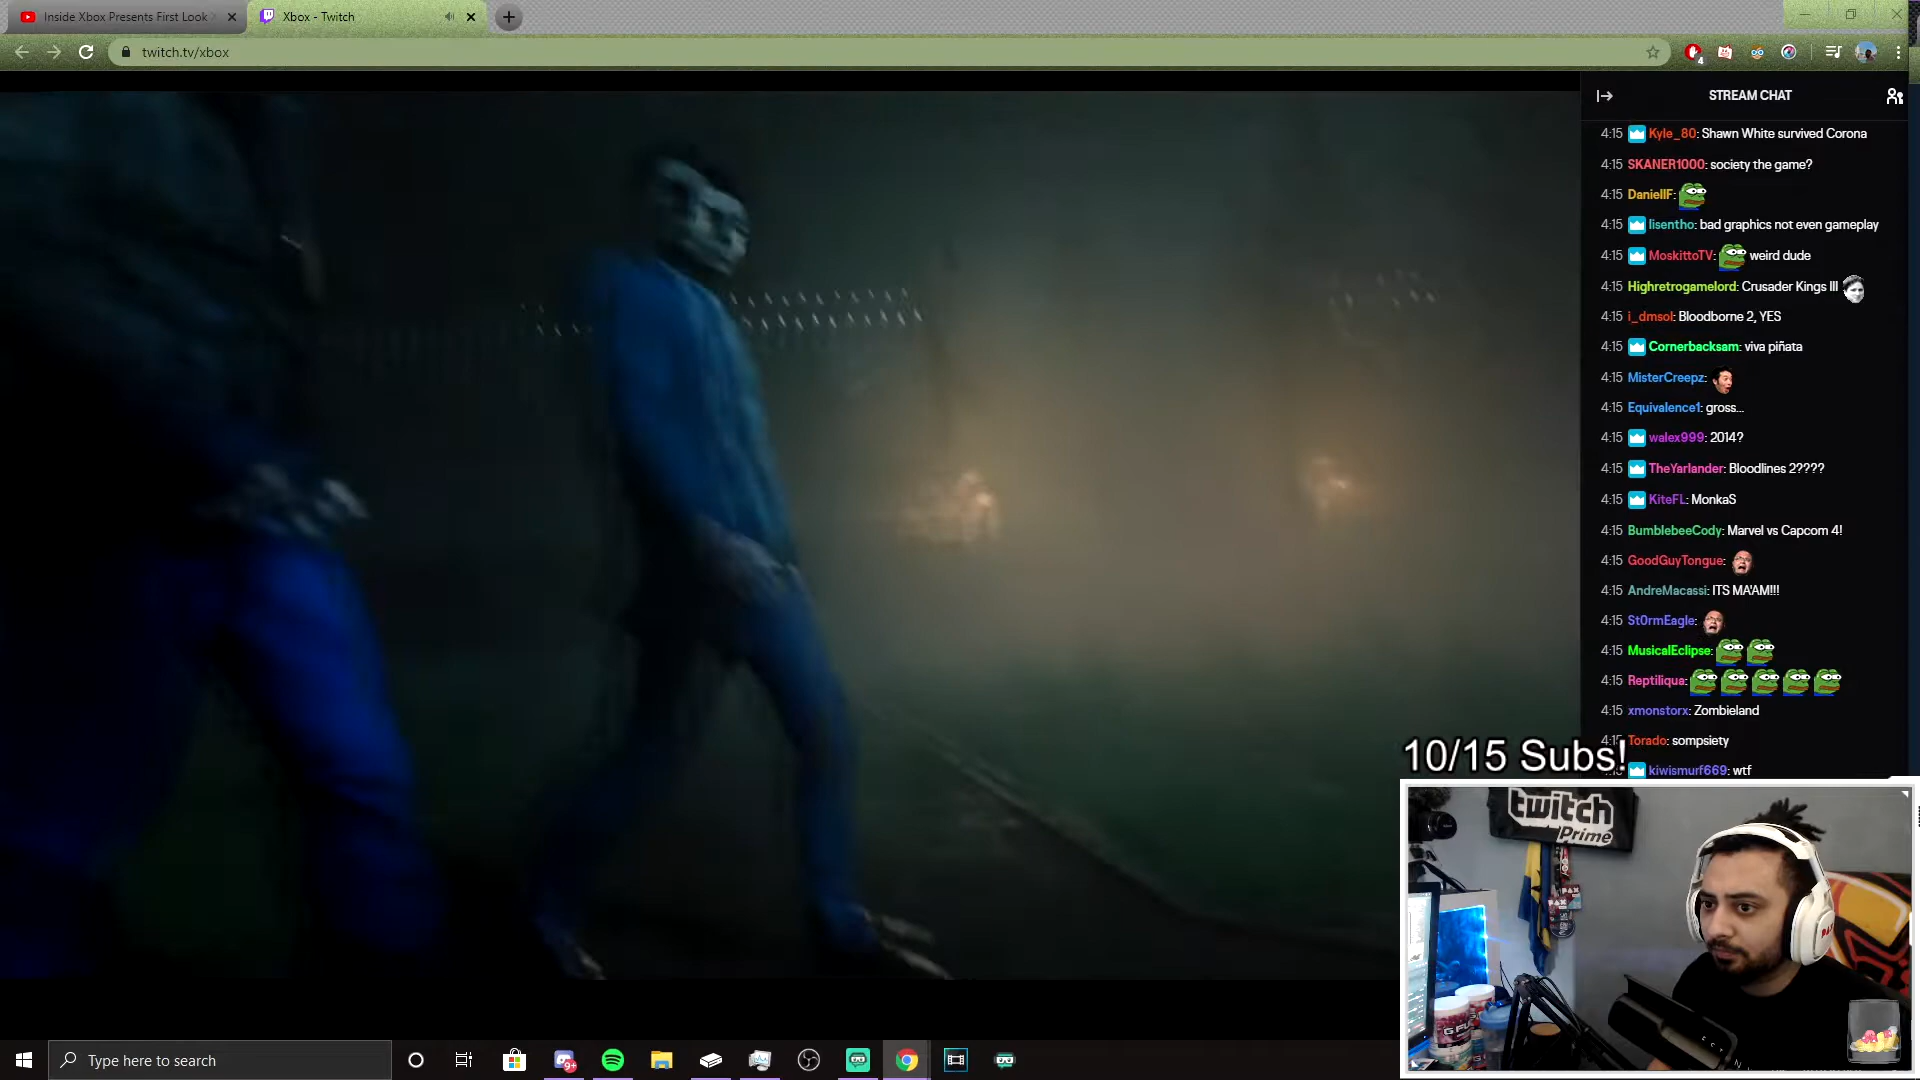 Inside Xbox Presents First Look
Xbox - Twitch
twitch.tv/xbox
4
STREAM CHAT
4:15 Kyle_80: Shawn White survived Corona
4:15 SKANER1000: society the game?
4:15 DanielIF:
4:15 lisentho: bad graphics not even gameplay
4:15 MoskittoTV: weird dude
4:15 Highretrogamelord: Crusader Kings III
4:15 i_dmsol: Bloodborne 2, YES
4:15 Cornerbacksam: viva piñata
4:15 MisterCreepz:
4:15 Equivalence1: gross...
4:15 walex999: 2014?
4:15 TheYarlander: Bloodlines 2????
4:15 KiteFL: MonkaS
4:15 BumblebeeCody: Marvel vs Capcom 4!
4:15 GoodGuyTongue:
4:15 AndreMacassi: ITS MA'AM!!!
4:15 St0rmEagle:
4:15 MusicalEclipse:
4:15 Reptiliqua:
4:15 xmonstorx: Zombieland
4:15 Torado: sompsiety
kiwismurf669: wtf
10/15 Subs!
twitch
Prime
PAX
Type here to search
9+